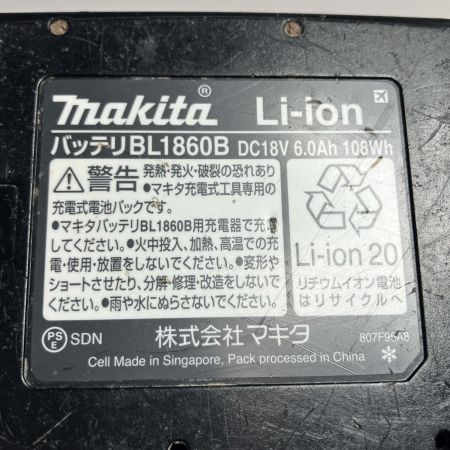 makita® Li-ion
バッテリBL1860B DC18V 6.0Ah 108Wh
⚠警告 発熱・発火・破裂の恐れあり
●マキタ充電式工具専用の
充電式電池パックです。
●マキタバッテリBL1860B用充電器で充電
してください。●火中投入、加熱、高温での充
電・使用・放置をしないでください。●変形や
ショートさせたり、分解・修理・改造をしないで
ください。●雨や水にぬらさないでください。
Li-ion 20
リチウムイオン電池
はリサイクルへ
PS
E
SDN
株式会社マキタ
807F95A8
Cell Made in Singapore, Pack processed in China